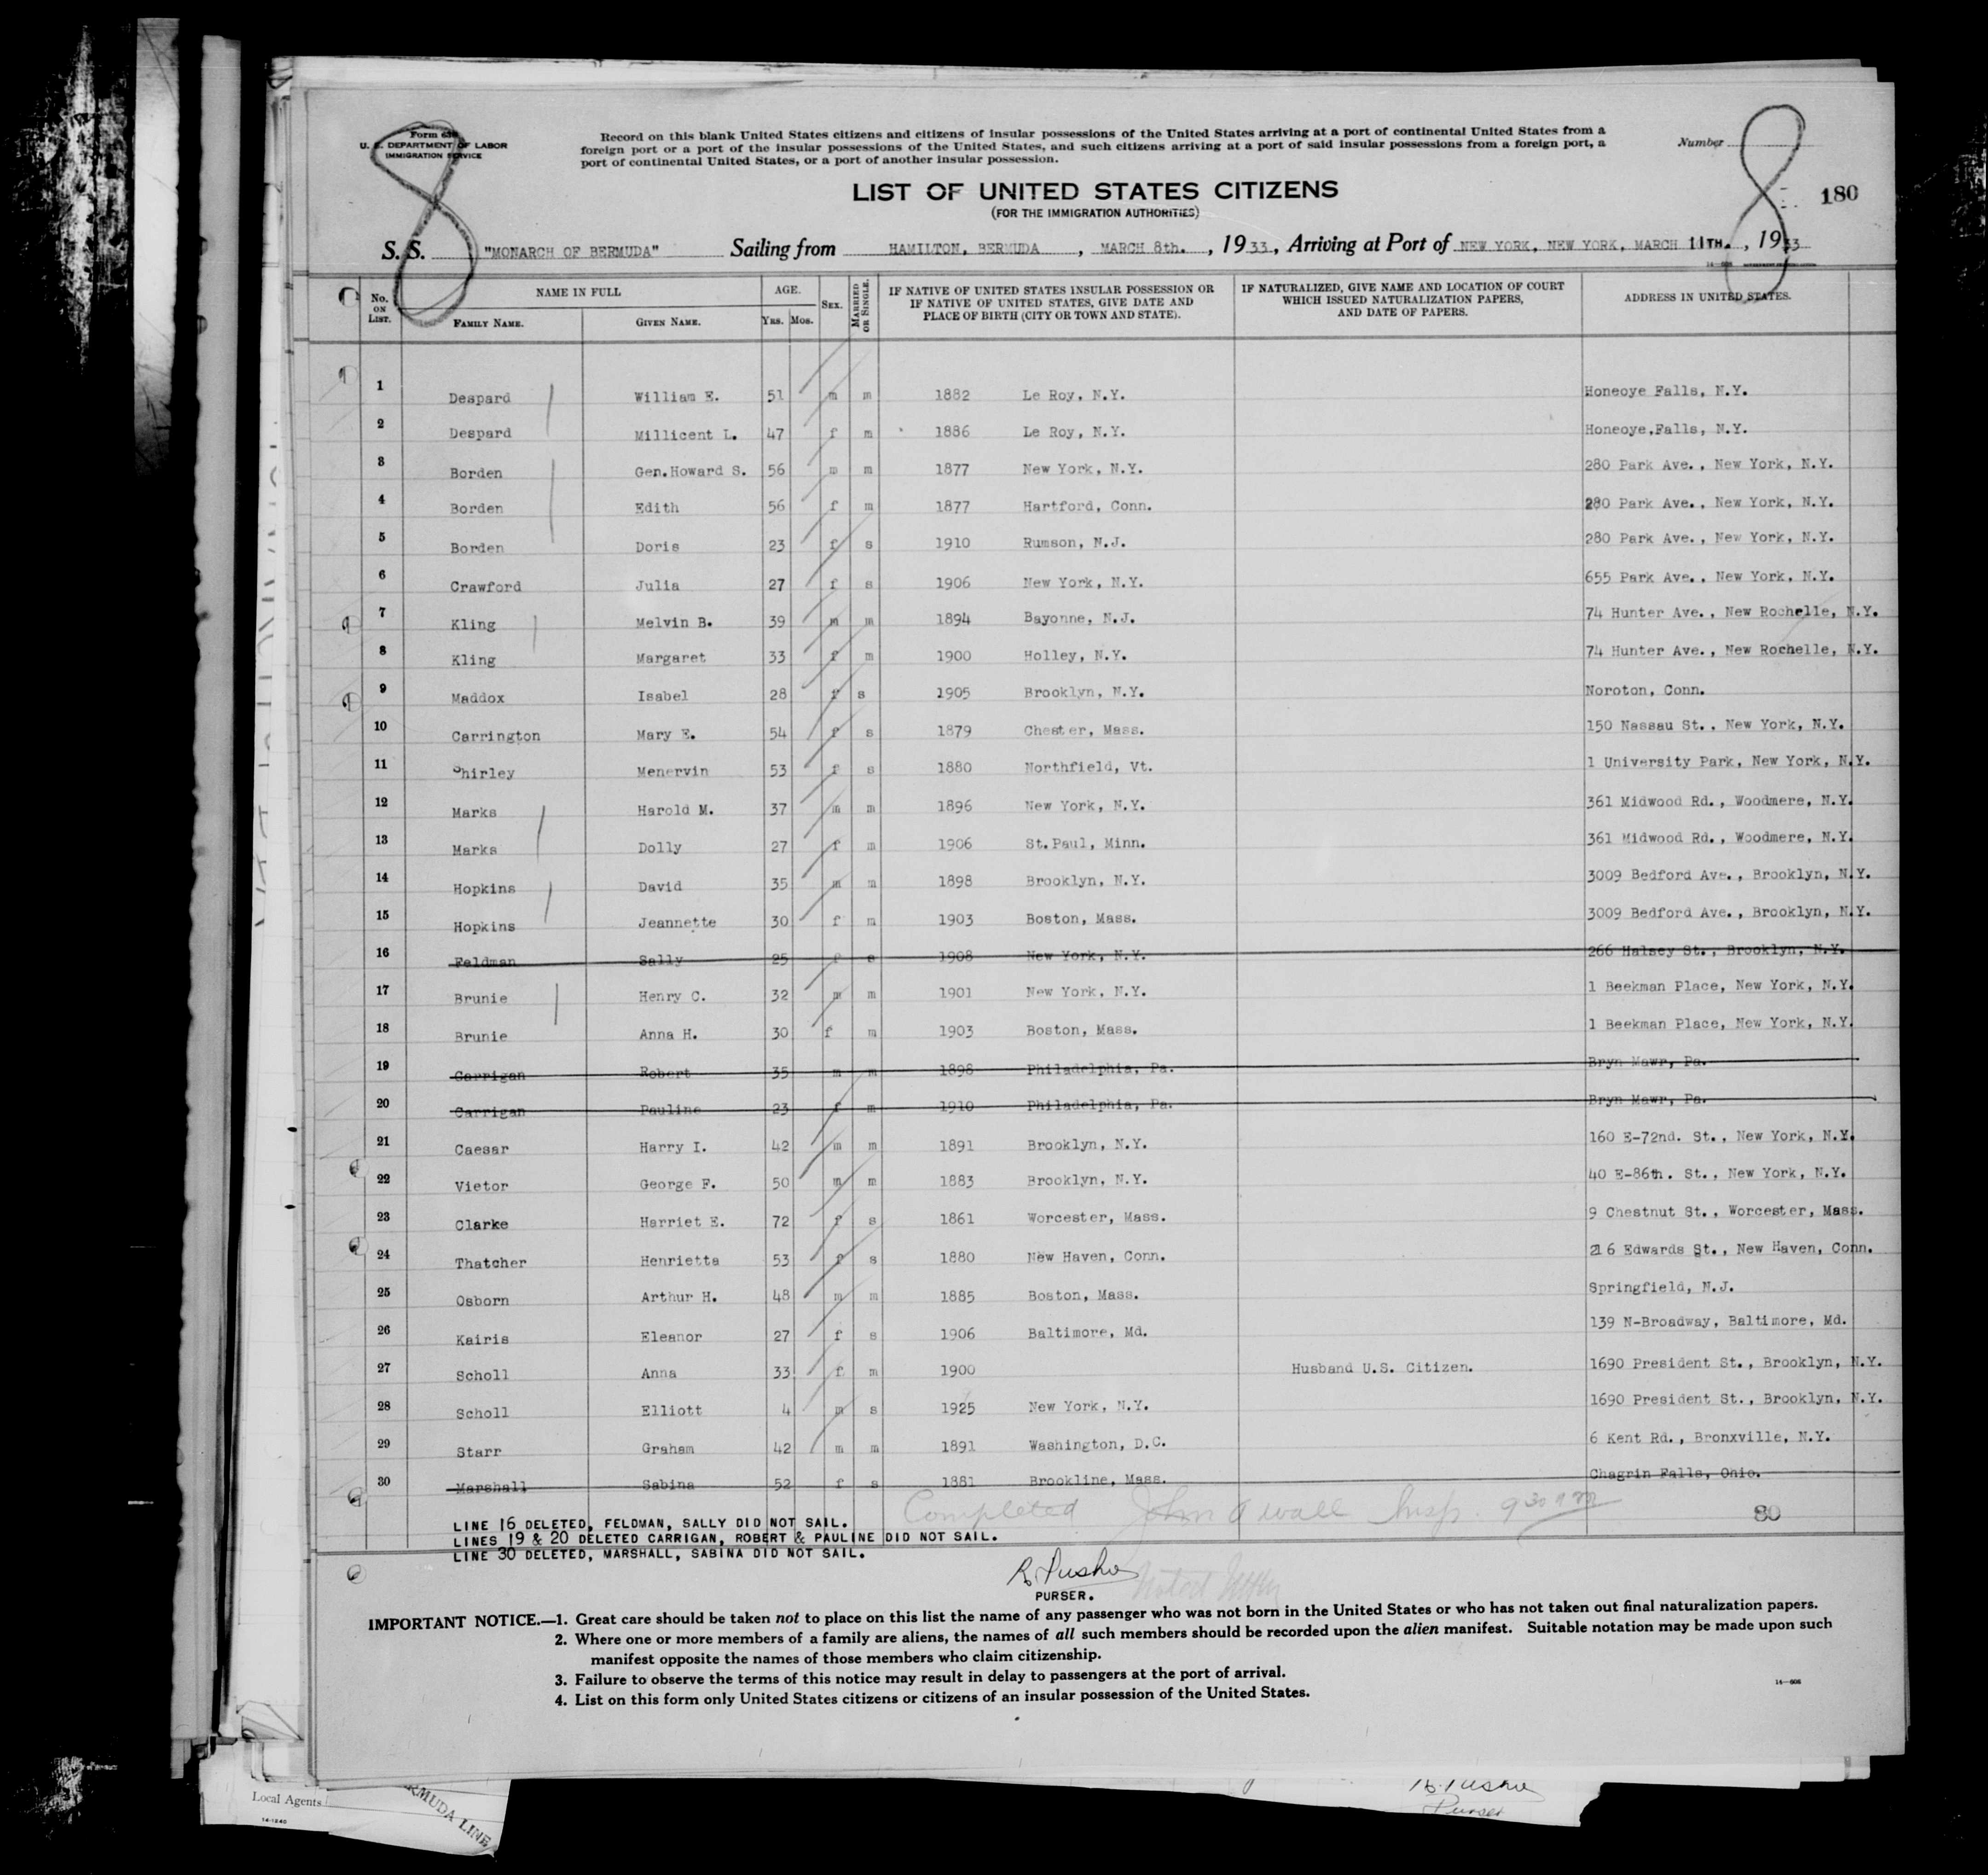 Form 630
U. S. DEPARTMENT OF LABOR
IMMIGRATION SERVICE
Record on this blank United States citizens and citizens of insular possessions of the United States arriving at a port of continental United States from a
foreign port or a port of the insular possessions of the United States, and such citizens arriving at a port of said insular possessions from a foreign port, a
port of continental United States, or a port of another insular possession.
Number
8
8
180
LIST OF UNITED STATES CITIZENS
(FOR THE IMMIGRATION AUTHORITIES)
S. S. "MONARCH OF BERMUDA" Sailing from HAMILTON, BERMUDA , MARCH 8th. , 1933, Arriving at Port of NEW YORK, NEW YORK, MARCH 11TH. , 1933
No. ON LIST. NAME IN FULL AGE. SEX. MARRIED OR SINGLE. IF NATIVE OF UNITED STATES INSULAR POSSESSION OR IF NATIVE OF UNITED STATES, GIVE DATE AND PLACE OF BIRTH (CITY OR TOWN AND STATE). IF NATURALIZED, GIVE NAME AND LOCATION OF COURT WHICH ISSUED NATURALIZATION PAPERS, AND DATE OF PAPERS. ADDRESS IN UNITED STATES.
FAMILY NAME. GIVEN NAME. YRS. MOS.
1 Despard William E. 51 m m 1882 Le Roy, N.Y. Honeoye Falls, N.Y.
2 Despard Millicent L. 47 f m 1886 Le Roy, N.Y. Honeoye,Falls, N.Y.
3 Borden Gen.Howard S. 56 m m 1877 New York, N.Y. 280 Park Ave., New York, N.Y.
4 Borden Edith 56 f m 1877 Hartford, Conn. 280 Park Ave., New York, N.Y.
5 Borden Doris 23 f s 1910 Rumson, N.J. 280 Park Ave., New York, N.Y.
6 Crawford Julia 27 f s 1906 New York, N.Y. 655 Park Ave., New York, N.Y.
7 Kling Melvin B. 39 m m 1894 Bayonne, N.J. 74 Hunter Ave., New Rochelle, N.Y.
8 Kling Margaret 33 f m 1900 Holley, N.Y. 74 Hunter Ave., New Rochelle, N.Y.
9 Maddox Isabel 28 f s 1905 Brooklyn, N.Y. Noroton, Conn.
10 Carrington Mary E. 54 f s 1879 Chester, Mass. 150 Nassau St., New York, N.Y.
11 Shirley Menervin 53 f s 1880 Northfield, Vt. 1 University Park, New York, N.Y.
12 Marks Harold M. 37 m m 1896 New York, N.Y. 361 Midwood Rd., Woodmere, N.Y.
13 Marks Dolly 27 f m 1906 St.Paul, Minn. 361 Midwood Rd., Woodmere, N.Y.
14 Hopkins David 35 m m 1898 Brooklyn, N.Y. 3009 Bedford Ave., Brooklyn, N.Y.
15 Hopkins Jeannette 30 f m 1903 Boston, Mass. 3009 Bedford Ave., Brooklyn, N.Y.
16 Feldman Sally 25 f s 1908 New York, N.Y. 266 Halsey St., Brooklyn, N.Y.
17 Brunie Henry C. 32 m m 1901 New York, N.Y. 1 Beekman Place, New York, N.Y.
18 Brunie Anna H. 30 f m 1903 Boston, Mass. 1 Beekman Place, New York, N.Y.
19 Carrigan Robert 35 m m 1898 Philadelphia, Pa. Bryn Mawr, Pa.
20 Carrigan Pauline 23 f m 1910 Philadelphia, Pa. Bryn Mawr, Pa.
21 Caesar Harry I. 42 m m 1891 Brooklyn, N.Y. 160 E-72nd. St., New York, N.Y.
22 Vietor George F. 50 m m 1883 Brooklyn, N.Y. 40 E-86th. St., New York, N.Y.
23 Clarke Harriet E. 72 f s 1861 Worcester, Mass. 9 Chestnut St., Worcester, Mass.
24 Thatcher Henrietta 53 f s 1880 New Haven, Conn. 216 Edwards St., New Haven, Conn.
25 Osborn Arthur H. 48 m m 1885 Boston, Mass. Springfield, N.J.
26 Kairis Eleanor 27 f s 1906 Baltimore, Md. 139 N-Broadway, Baltimore, Md.
27 Scholl Anna 33 f m 1900 Husband U.S. Citizen. 1690 President St., Brooklyn, N.Y.
28 Scholl Elliott 4 m s 1925 New York, N.Y. 1690 President St., Brooklyn, N.Y.
29 Starr Graham 42 m m 1891 Washington, D.C. 6 Kent Rd., Bronxville, N.Y.
30 Marshall Sabina 52 f s 1881 Brookline, Mass. Chagrin Falls, Ohio.
Completed John A Wall Insp. 9 30 AM 80
LINE 16 DELETED, FELDMAN, SALLY DID NOT SAIL.
LINES 19 & 20 DELETED CARRIGAN, ROBERT & PAULINE DID NOT SAIL.
LINE 30 DELETED, MARSHALL, SABINA DID NOT SAIL.
PURSER.
IMPORTANT NOTICE.—1. Great care should be taken not to place on this list the name of any passenger who was not born in the United States or who has not taken out final naturalization papers.
2. Where one or more members of a family are aliens, the names of all such members should be recorded upon the alien manifest. Suitable notation may be made upon such
manifest opposite the names of those members who claim citizenship.
3. Failure to observe the terms of this notice may result in delay to passengers at the port of arrival.
4. List on this form only United States citizens or citizens of an insular possession of the United States.
14—608
Local Agents
14-1240
RMUDA LINE
Purser